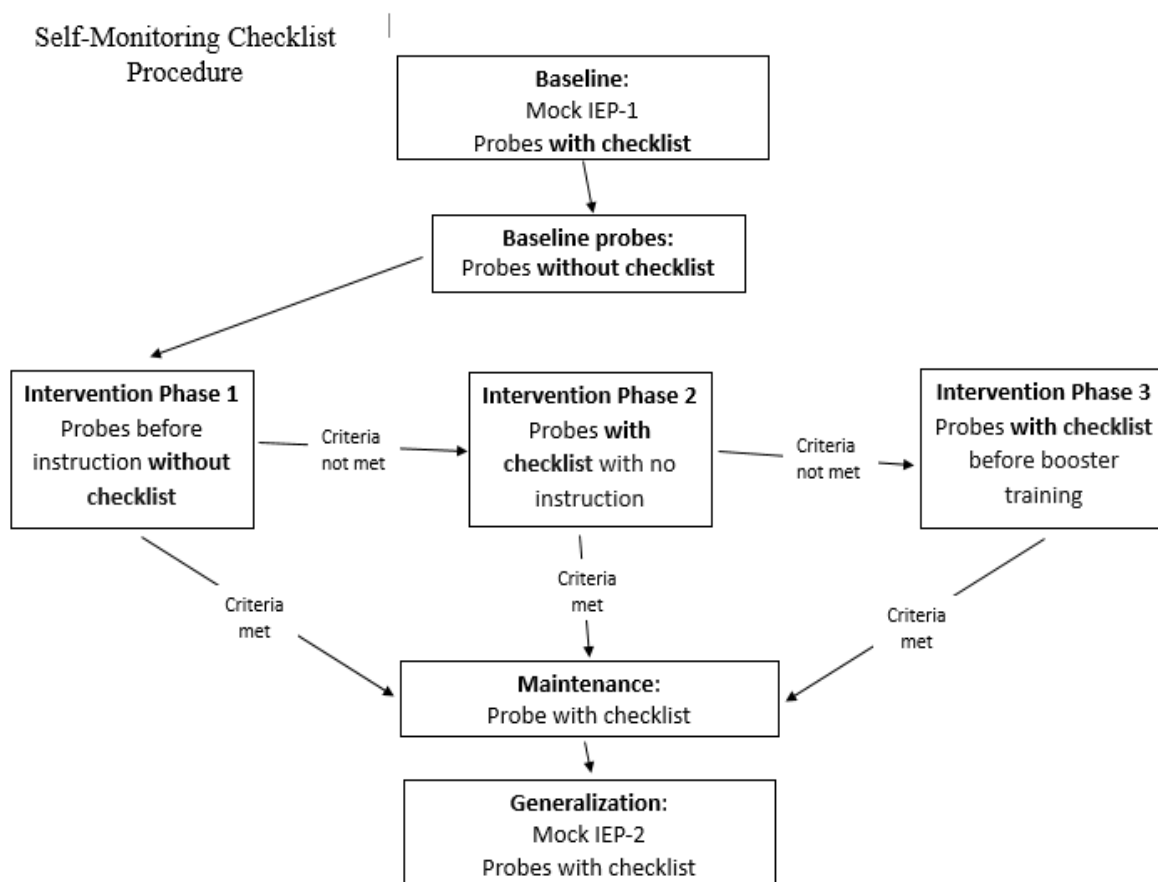 Self-Monitoring Checklist
Procedure
Baseline:
Mock IEP-1
Probes with checklist
Baseline probes:
Probes without checklist
Intervention Phase 1
Probes before
instruction without
checklist
Criteria
not met
Intervention Phase 2
Probes with
checklist with no
instruction
Criteria
not met
Intervention Phase 3
Probes with checklist
before booster
training
Criteria
met
Criteria
met
Criteria
met
Maintenance:
Probe with checklist
Generalization:
Mock IEP-2
Probes with checklist